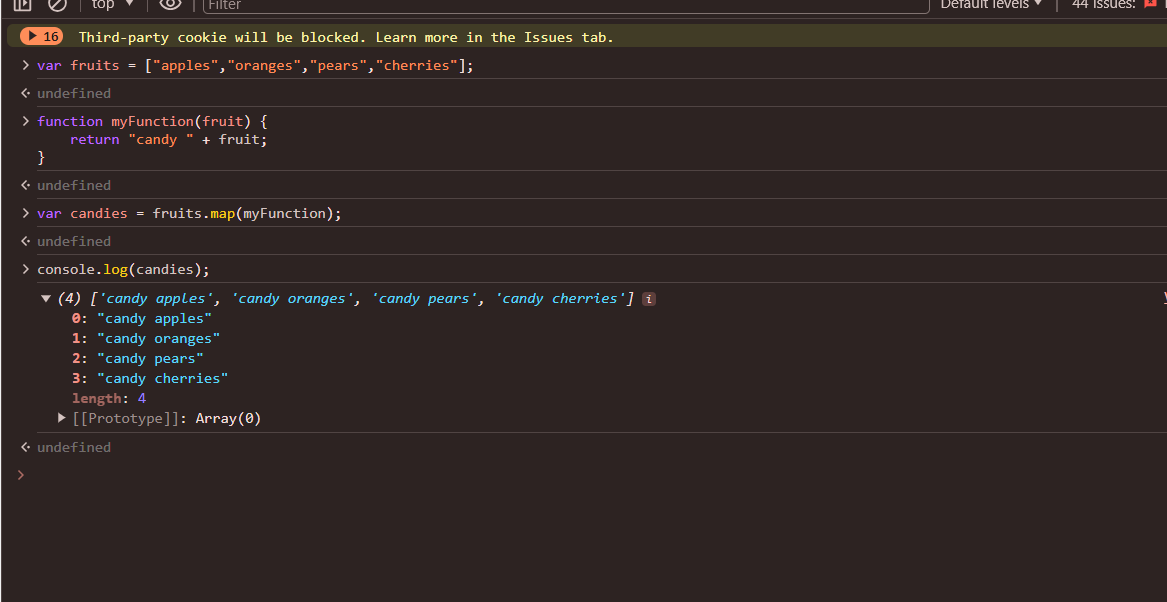 top ▼ Filter Default levels ▼ 44 Issues:
▶ 16 Third-party cookie will be blocked. Learn more in the Issues tab.
> var fruits = ["apples","oranges","pears","cherries"];
<· undefined
> function myFunction(fruit) {
return "candy " + fruit;
}
<· undefined
> var candies = fruits.map(myFunction);
<· undefined
> console.log(candies);
▼ (4) ['candy apples', 'candy oranges', 'candy pears', 'candy cherries'] i
0: "candy apples"
1: "candy oranges"
2: "candy pears"
3: "candy cherries"
length: 4
▶ [[Prototype]]: Array(0)
<· undefined
>